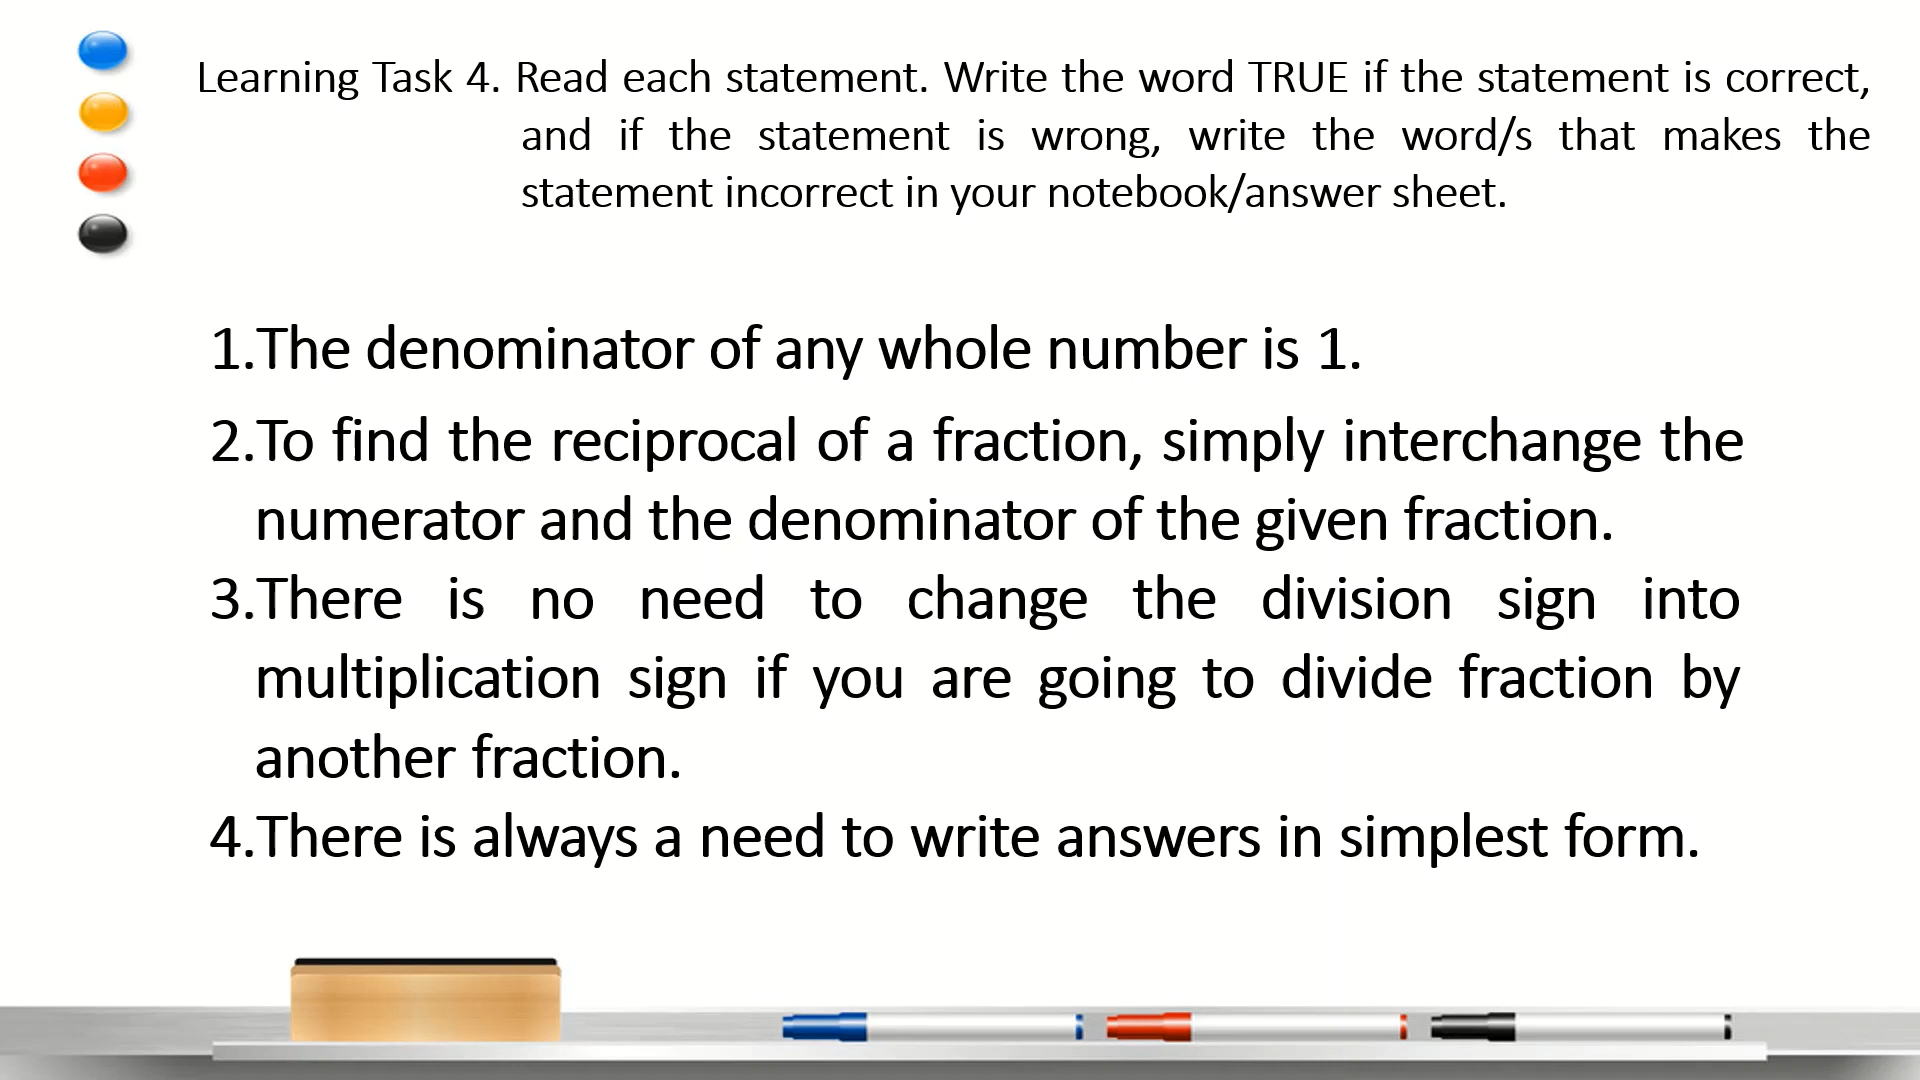 Learning Task 4. Read each statement. Write the word TRUE if the statement is correct,
and if the statement is wrong, write the word/s that makes the
statement incorrect in your notebook/answer sheet.
1.The denominator of any whole number is 1.
2.To find the reciprocal of a fraction, simply interchange the
numerator and the denominator of the given fraction.
3.There is no need to change the division sign into
multiplication sign if you are going to divide fraction by
another fraction.
4.There is always a need to write answers in simplest form.